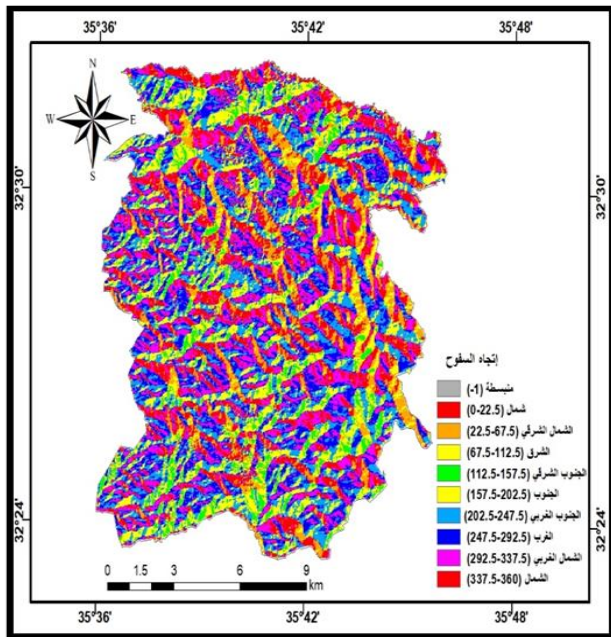 35°36' 35°42' 35°48'
N
W E
S
32°30' 32°30'
إتجاه السفوح
منبسطة (1-)
شمال (0-22.5)
الشمال الشرقي (22.5-67.5)
الشرق (67.5-112.5)
الجنوب الشرقي (112.5-157.5)
الجنوب (157.5-202.5)
الجنوب الغربي (202.5-247.5)
الغرب (247.5-292.5)
الشمال الغربي (292.5-337.5)
الشمال (337.5-360)
32°24' 32°24'
0 1.5 3 6 9
km
35°36' 35°42' 35°48'